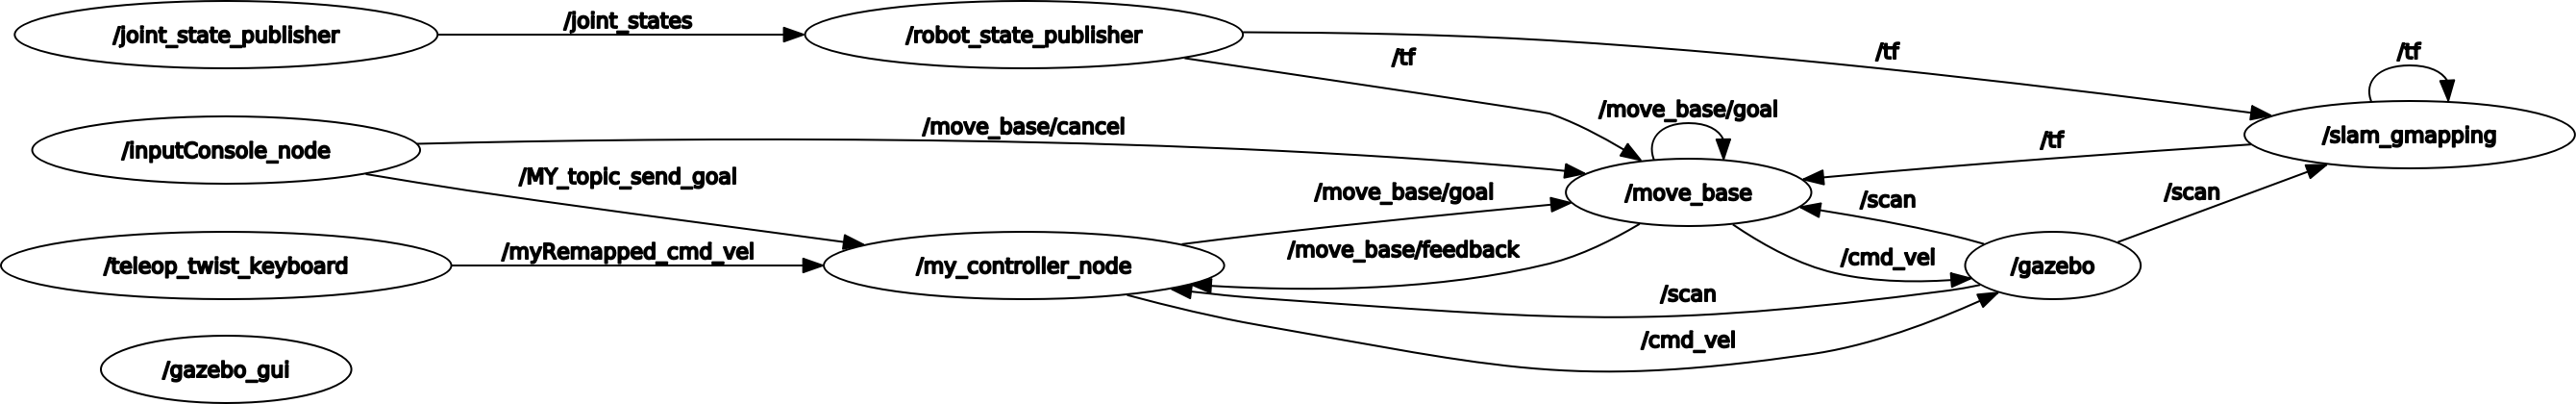 /joint_state_publisher
/joint_states
/robot_state_publisher
/tf
/tf
/tf
/slam_gmapping
/tf
/inputConsole_node
/move_base/cancel
/MY_topic_send_goal
/move_base/goal
/move_base/goal
/move_base
/scan
/scan
/teleop_twist_keyboard
/myRemapped_cmd_vel
/my_controller_node
/move_base/feedback
/cmd_vel
/gazebo
/scan
/cmd_vel
/gazebo_gui